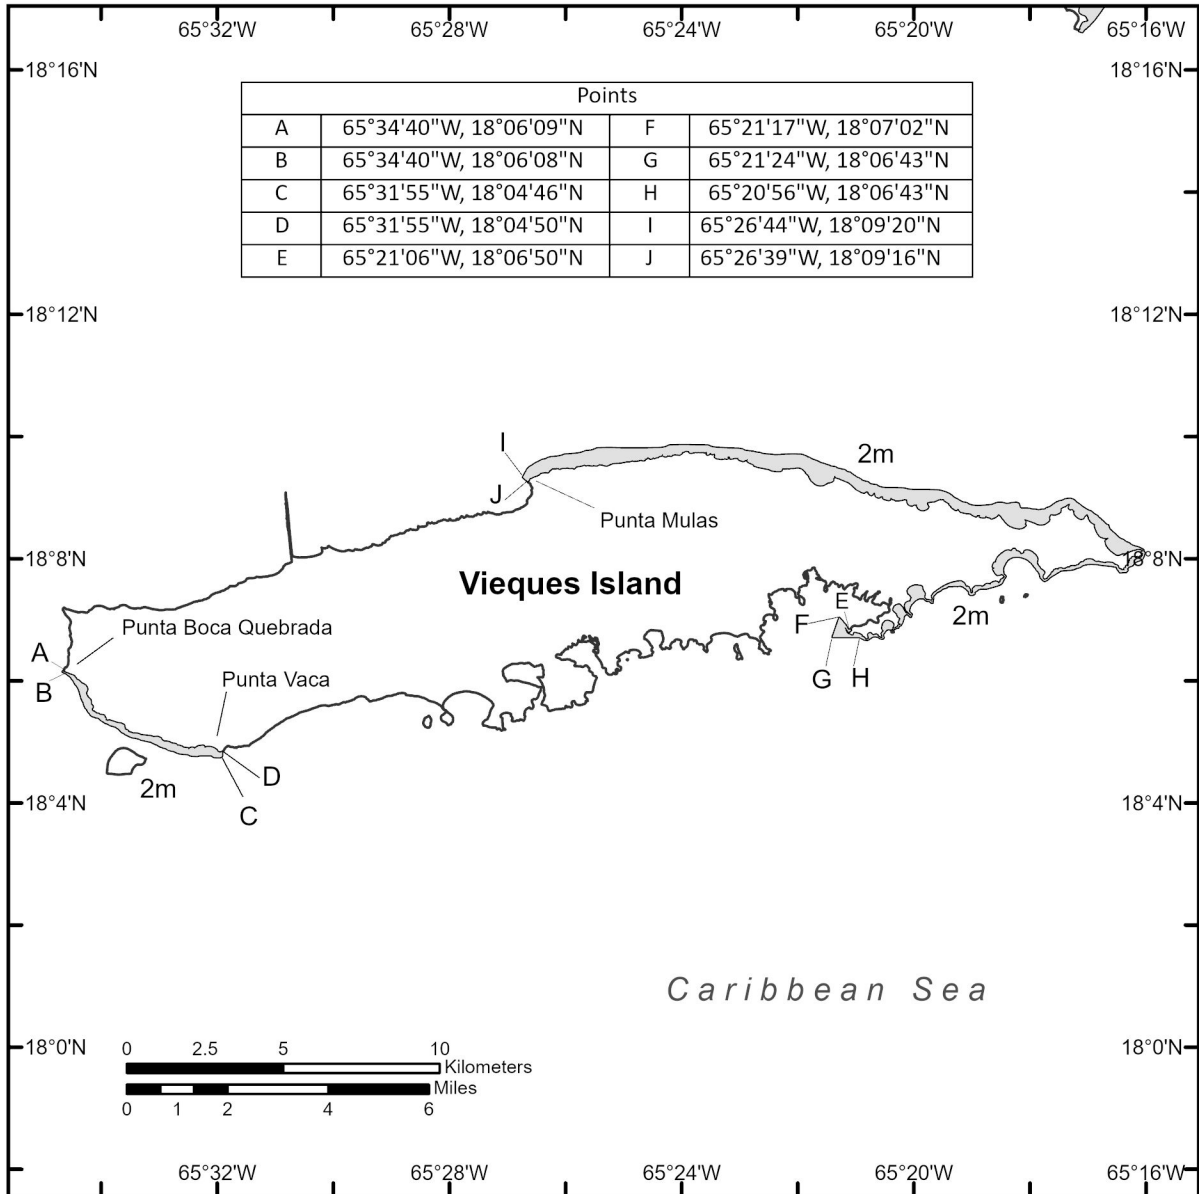 65°32'W 65°28'W 65°24'W 65°20'W 65°16'W
18°16'N 18°16'N
Points
A 65°34'40"W, 18°06'09"N F 65°21'17"W, 18°07'02"N
B 65°34'40"W, 18°06'08"N G 65°21'24"W, 18°06'43"N
C 65°31'55"W, 18°04'46"N H 65°20'56"W, 18°06'43"N
D 65°31'55"W, 18°04'50"N I 65°26'44"W, 18°09'20"N
E 65°21'06"W, 18°06'50"N J 65°26'39"W, 18°09'16"N
18°12'N 18°12'N
I
2m
J
Punta Mulas
18°8'N 18°8'N
Vieques Island
E
2m
F
Punta Boca Quebrada
A
G H
Punta Vaca
B
D
2m
18°4'N 18°4'N
C
Caribbean Sea
18°0'N 18°0'N
0 2.5 5 10
Kilometers
Miles
0 1 2 4 6
65°32'W 65°28'W 65°24'W 65°20'W 65°16'W